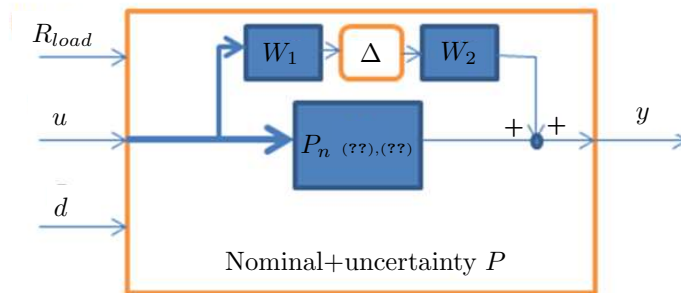 R_load
W_1 Δ W_2
u
P_n (??),(??)
+ +
y
d
Nominal+uncertainty P